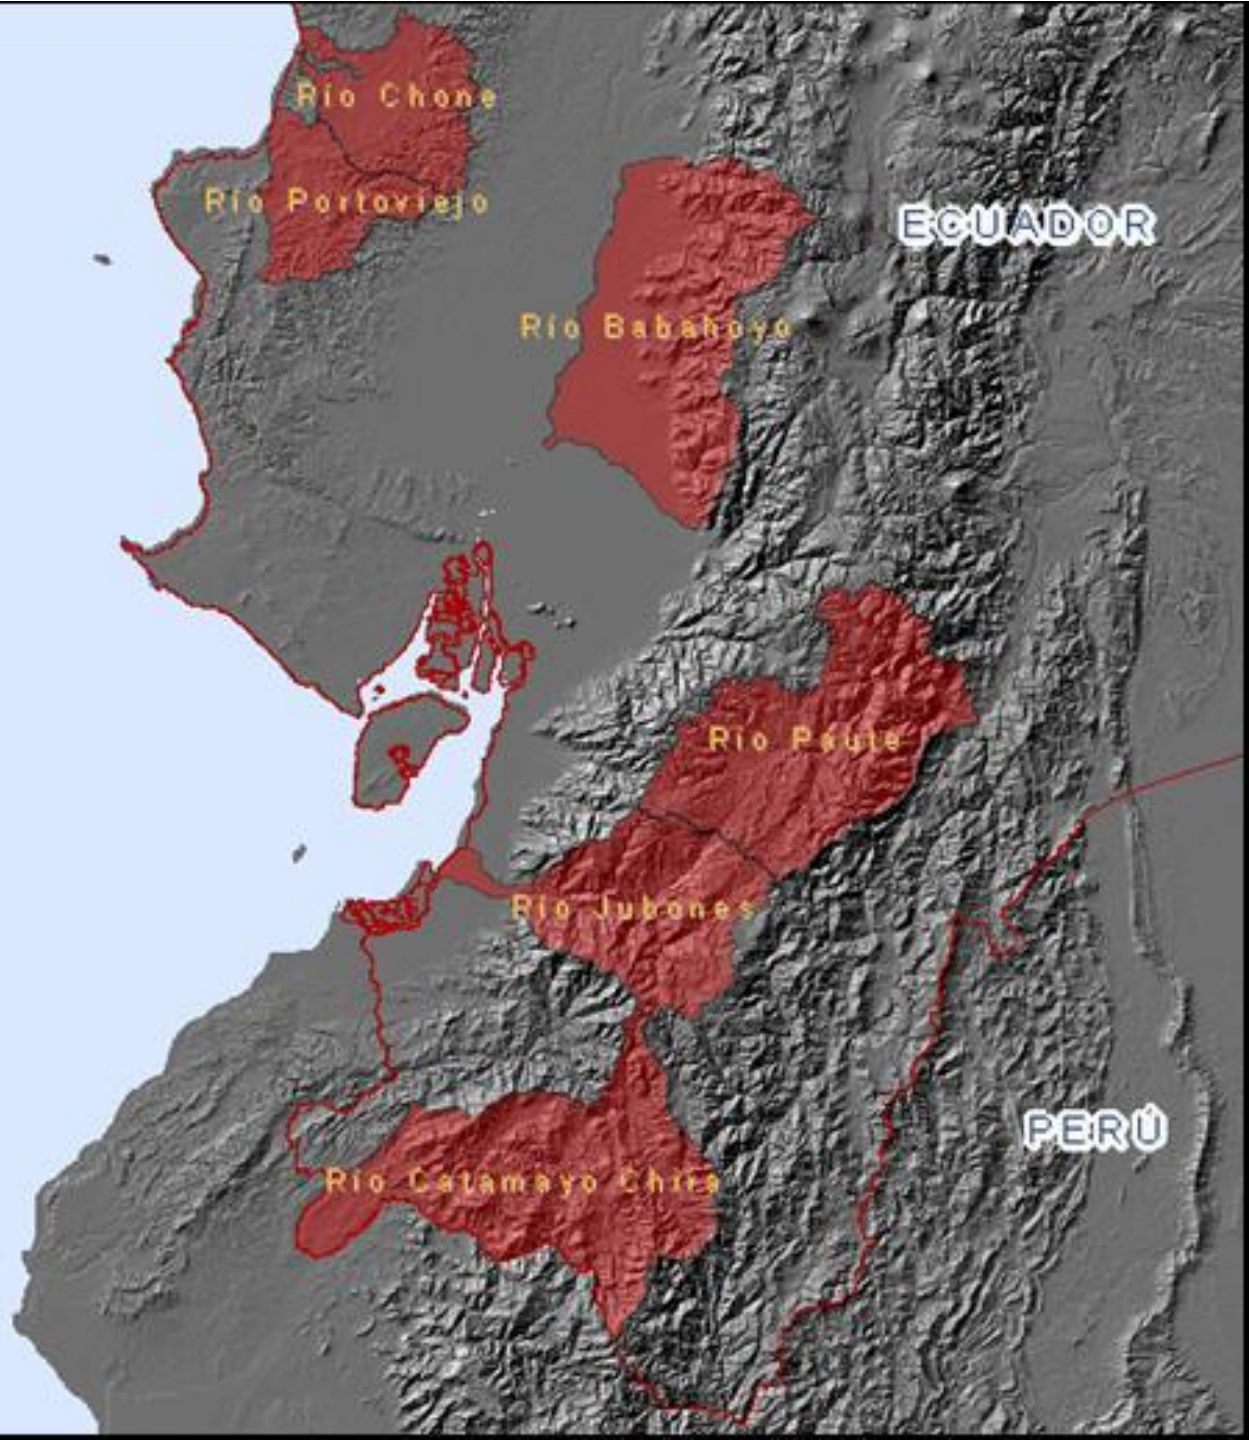 Río Chone
Río Portoviejo
ECUADOR
Río Babahoyo
Río Paute
Río Jubones
PERÚ
Río Catamayo Chira